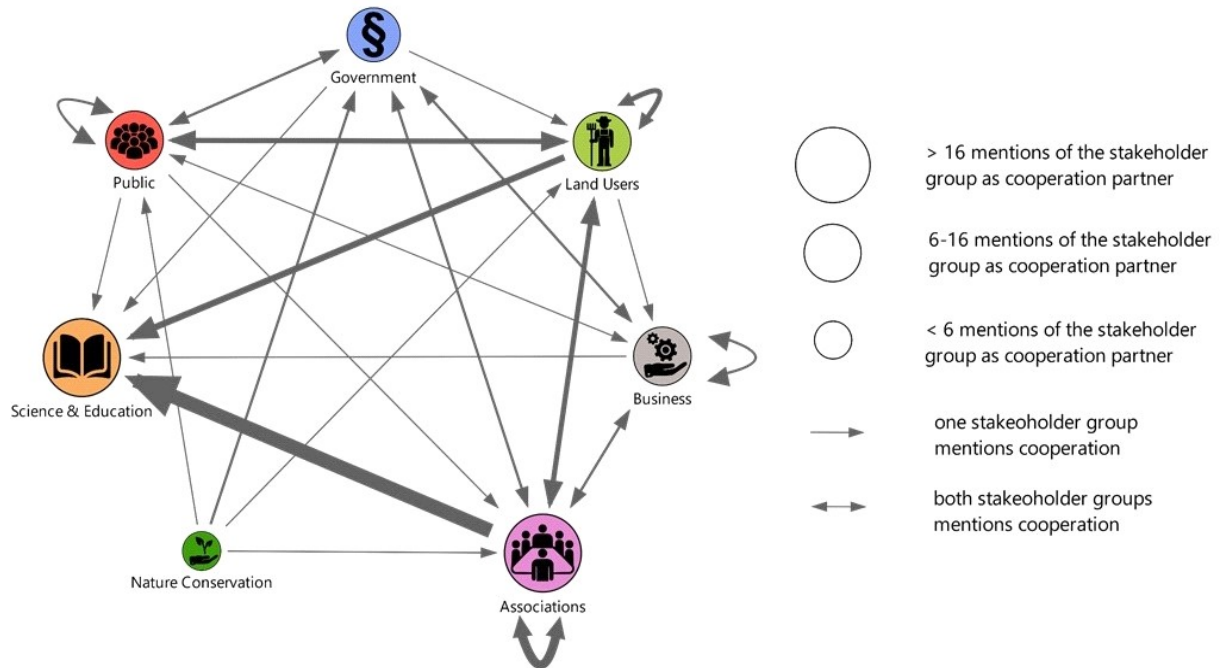 §
Government
Public
Land Users
Science & Education
Business
Nature Conservation
Associations
> 16 mentions of the stakeholder
group as cooperation partner
6-16 mentions of the stakeholder
group as cooperation partner
< 6 mentions of the stakeholder
group as cooperation partner
one stakeoholder group
mentions cooperation
both stakeoholder groups
mentions cooperation